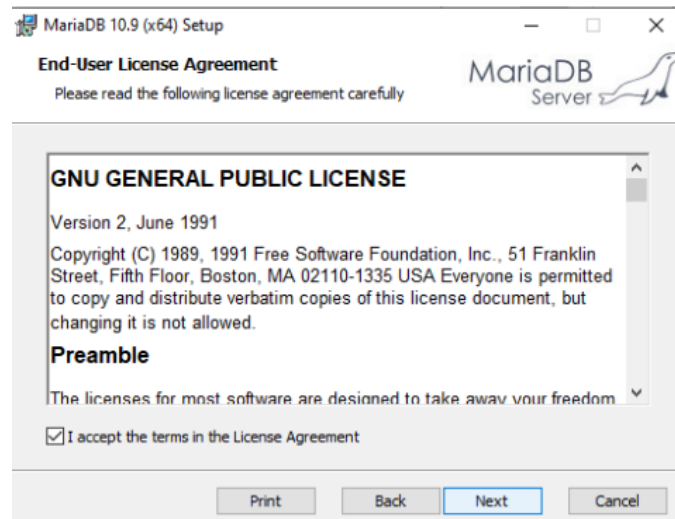 MariaDB 10.9 (x64) Setup
End-User License Agreement
Please read the following license agreement carefully
MariaDB
Server
GNU GENERAL PUBLIC LICENSE
Version 2, June 1991
Copyright (C) 1989, 1991 Free Software Foundation, Inc., 51 Franklin
Street, Fifth Floor, Boston, MA 02110-1335 USA Everyone is permitted
to copy and distribute verbatim copies of this license document, but
changing it is not allowed.
Preamble
The licenses for most software are designed to take away your freedom
I accept the terms in the License Agreement
Print
Back
Next
Cancel